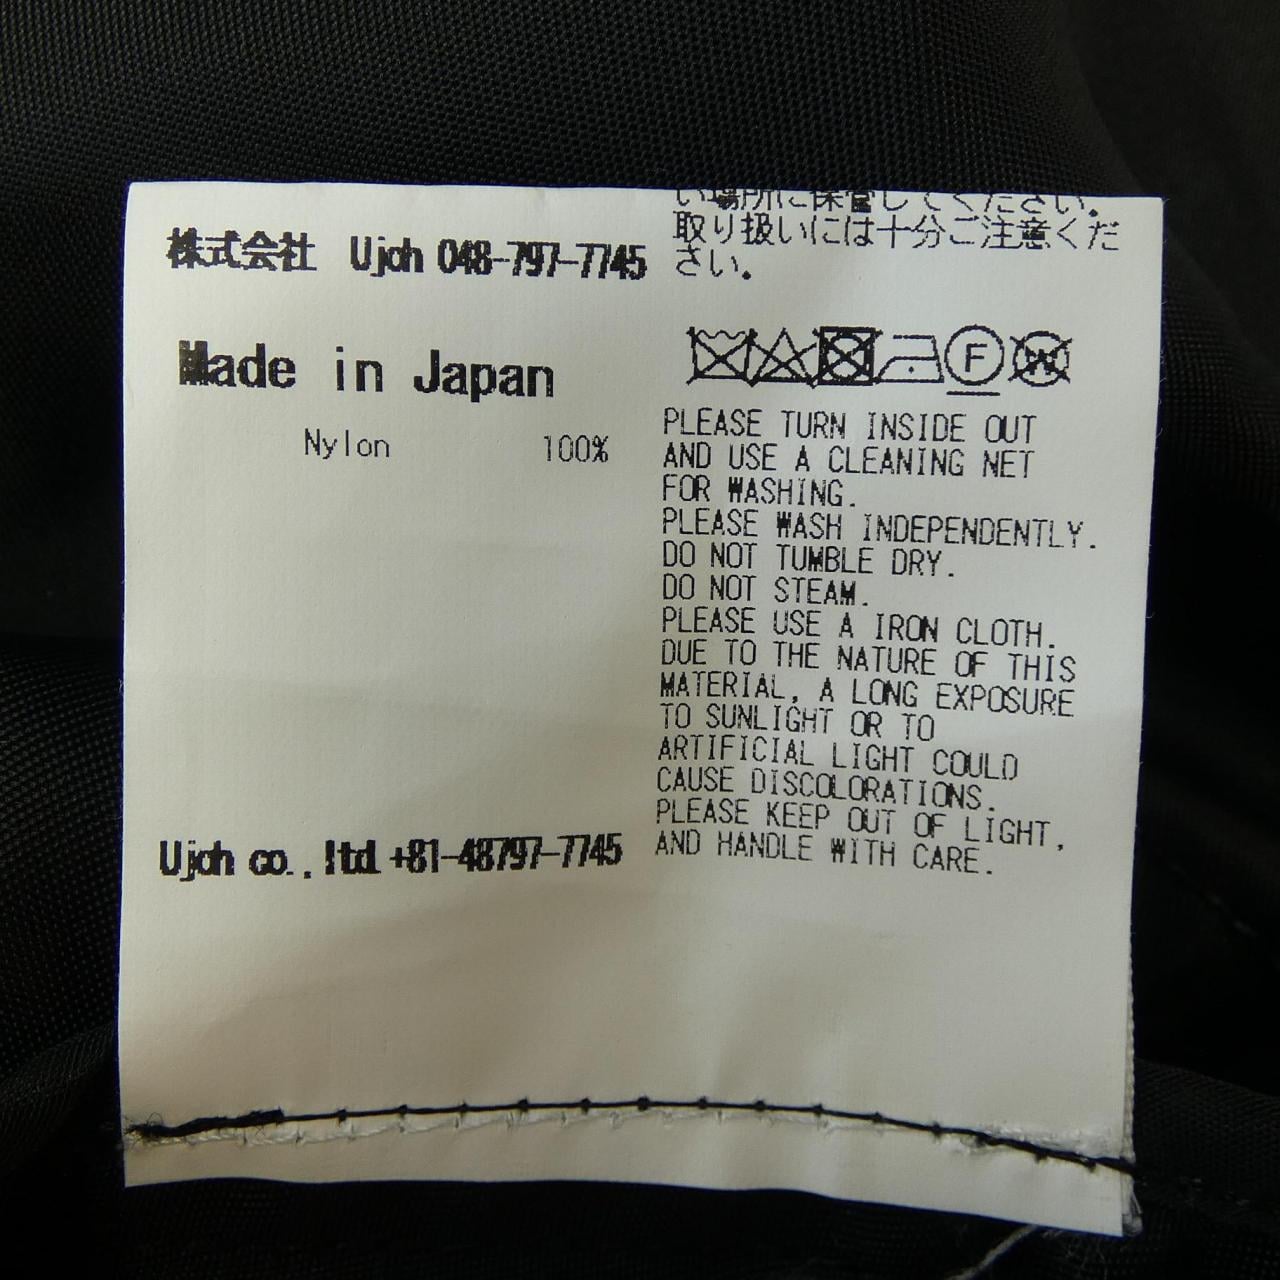 株式会社 Ujoh 048-797-7745
Made in Japan
Nylon 100%
Ujoh co.,ltd. +81-48797-7745
い場所に保管してください。
取り扱いには十分ご注意くだ
さい。
F
W
PLEASE TURN INSIDE OUT
AND USE A CLEANING NET
FOR WASHING.
PLEASE WASH INDEPENDENTLY.
DO NOT TUMBLE DRY.
DO NOT STEAM.
PLEASE USE A IRON CLOTH.
DUE TO THE NATURE OF THIS
MATERIAL, A LONG EXPOSURE
TO SUNLIGHT OR TO
ARTIFICIAL LIGHT COULD
CAUSE DISCOLORATIONS.
PLEASE KEEP OUT OF LIGHT,
AND HANDLE WITH CARE.